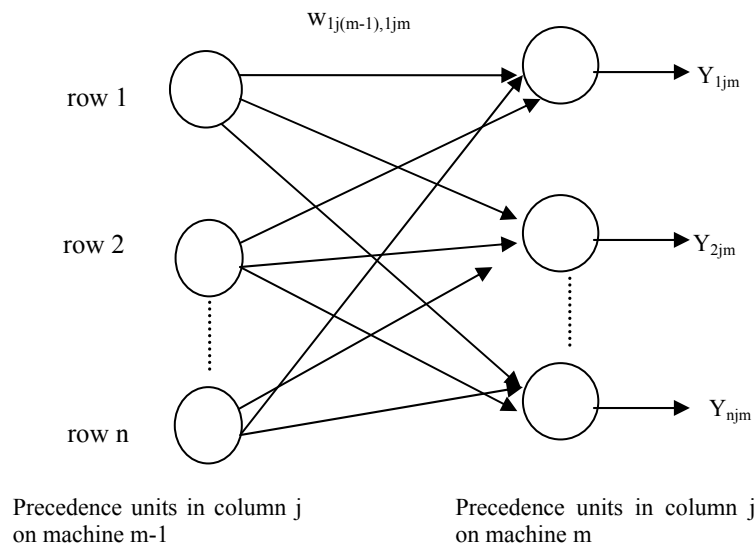 w1j(m-1),1jm
row 1
Y1jm
row 2
Y2jm
row n
Ynjm
Precedence units in column j
on machine m-1
Precedence units in column j
on machine m